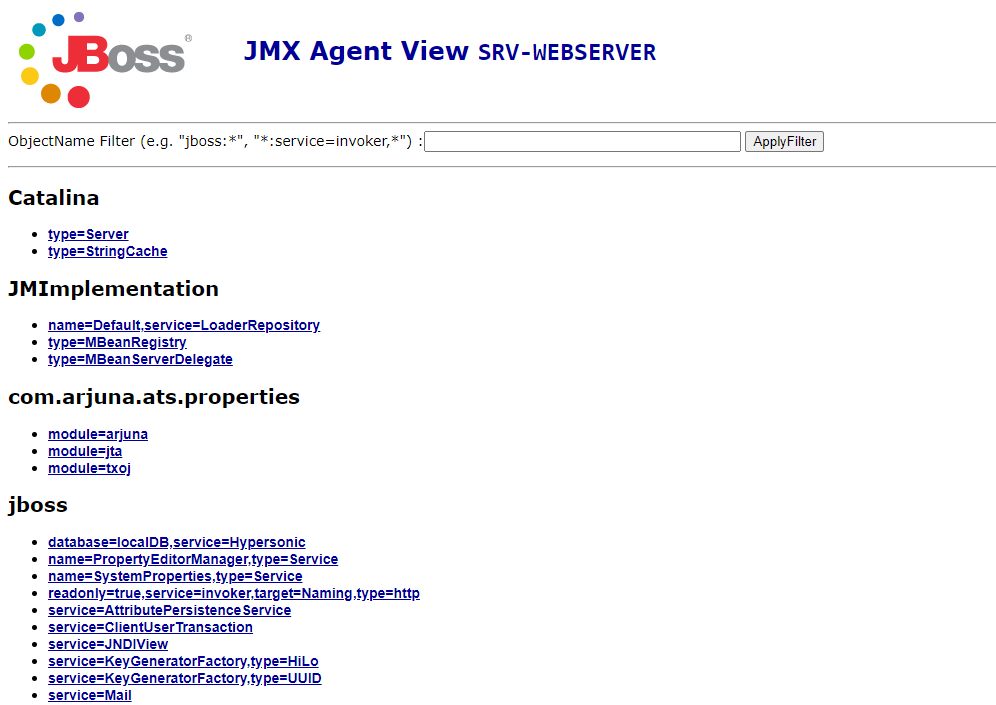 JBoss®
JMX Agent View SRV-WEBSERVER
ObjectName Filter (e.g. "jboss:*", "*:service=invoker,*") : ApplyFilter
Catalina
type=Server
type=StringCache
JMImplementation
name=Default,service=LoaderRepository
type=MBeanRegistry
type=MBeanServerDelegate
com.arjuna.ats.properties
module=arjuna
module=jta
module=txoj
jboss
database=localDB,service=Hypersonic
name=PropertyEditorManager,type=Service
name=SystemProperties,type=Service
readonly=true,service=invoker,target=Naming,type=http
service=AttributePersistenceService
service=ClientUserTransaction
service=JNDIView
service=KeyGeneratorFactory,type=HiLo
service=KeyGeneratorFactory,type=UUID
service=Mail